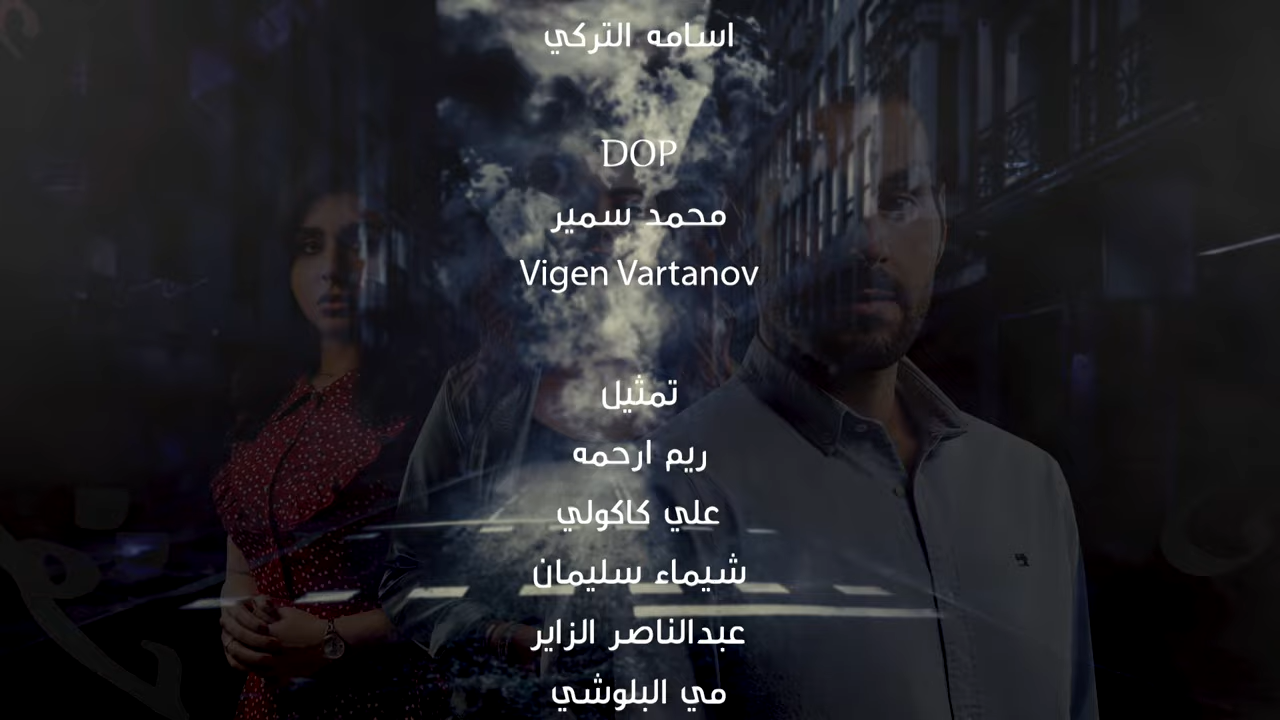 اسامه التركي
DOP
محمد سمير
Vigen Vartanov
تمثيل
ريم ارحمه
علي كاكولي
شيماء سليمان
عبدالناصر الزاير
مي البلوشي